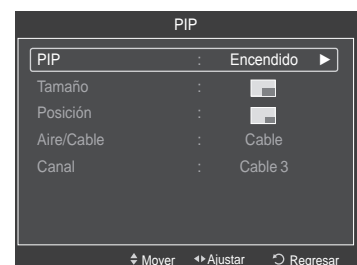 PIP
PIP : Encendido ►
Tamaño :
Posición :
Aire/Cable : Cable
Canal : Cable 3
Mover Ajustar Regresar